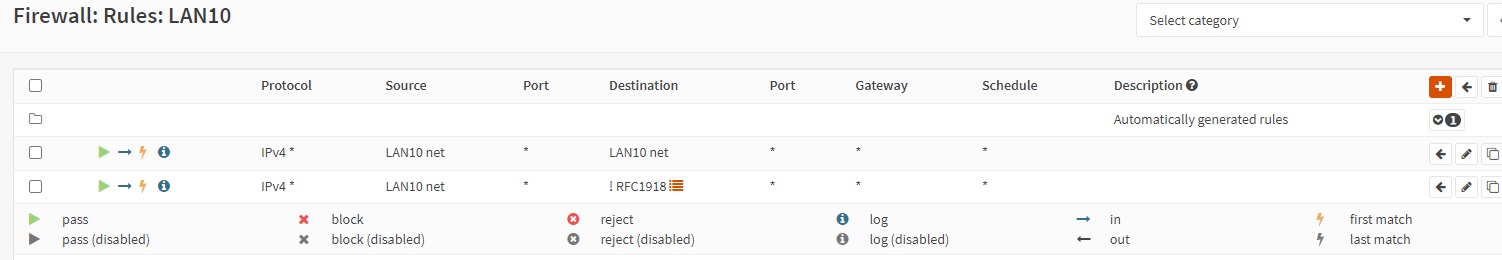 Firewall: Rules: LAN10
Select category
Protocol Source Port Destination Port Gateway Schedule Description
Automatically generated rules 1
IPv4 * LAN10 net * LAN10 net * * *
IPv4 * LAN10 net * ! RFC1918 * * *
pass block reject log in first match
pass (disabled) block (disabled) reject (disabled) log (disabled) out last match